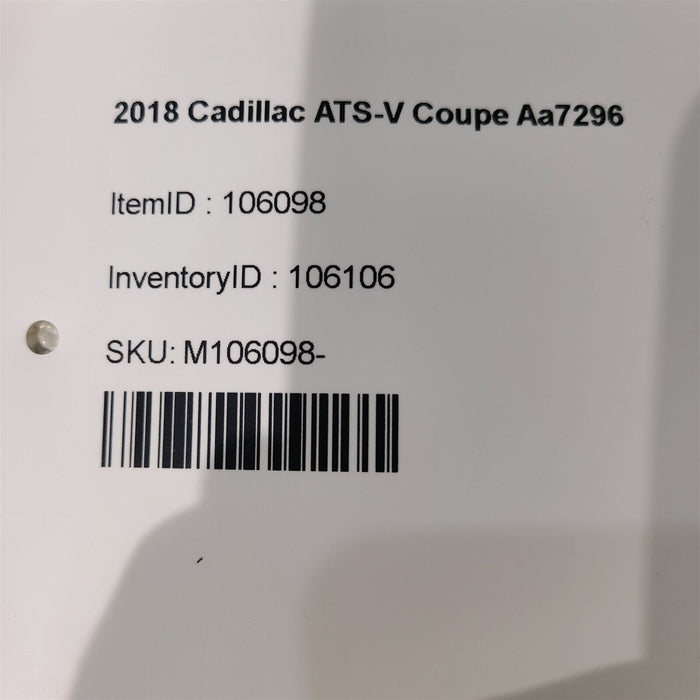 2018 Cadillac ATS-V Coupe Aa7296
ItemID : 106098
InventoryID : 106106
SKU: M106098-